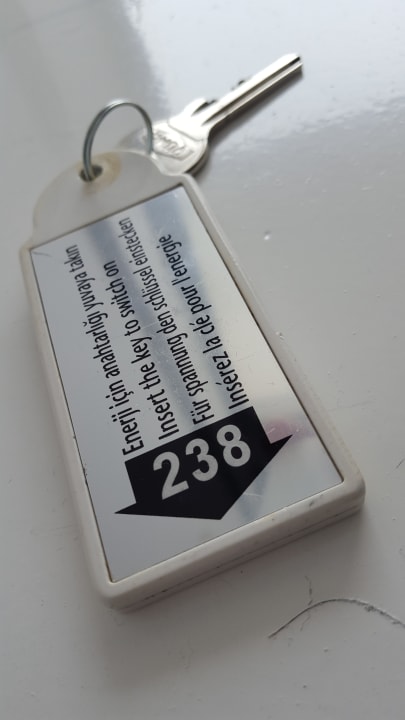 Enerji için anahtarlığı yuvaya takın
Insert the key to switch on
Für spannung den schlüssel einstecken
Insérez la clé pour l'energie
238